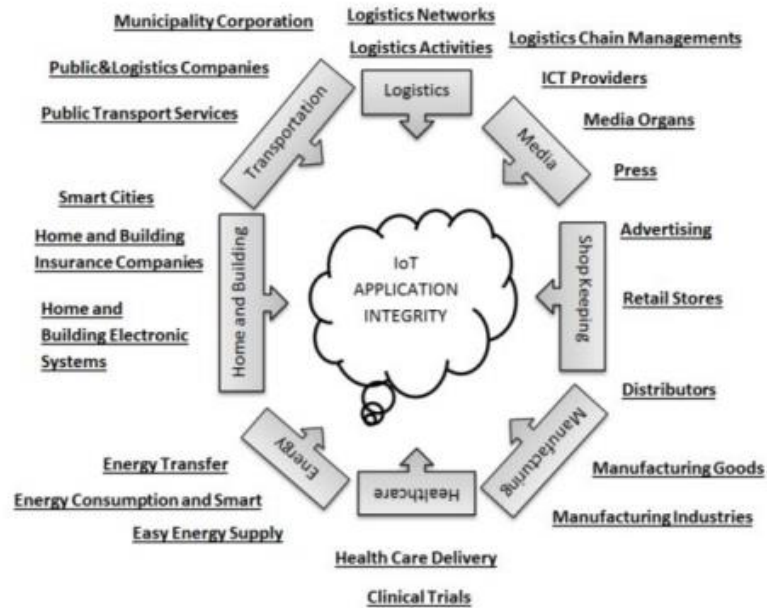 Municipality Corporation
Logistics Networks
Logistics Activities
Logistics Chain Managements
Public&Logistics Companies
ICT Providers
Public Transport Services
Media Organs
Press
Transportation
Logistics
Media
Smart Cities
Home and Building
Insurance Companies
Home and
Building Electronic
Systems
Home and Building
IoT
APPLICATION
INTEGRITY
Shop Keeping
Advertising
Retail Stores
Distributors
Energy
Healthcare
Manufacturing
Energy Transfer
Energy Consumption and Smart
Easy Energy Supply
Manufacturing Goods
Manufacturing Industries
Health Care Delivery
Clinical Trials